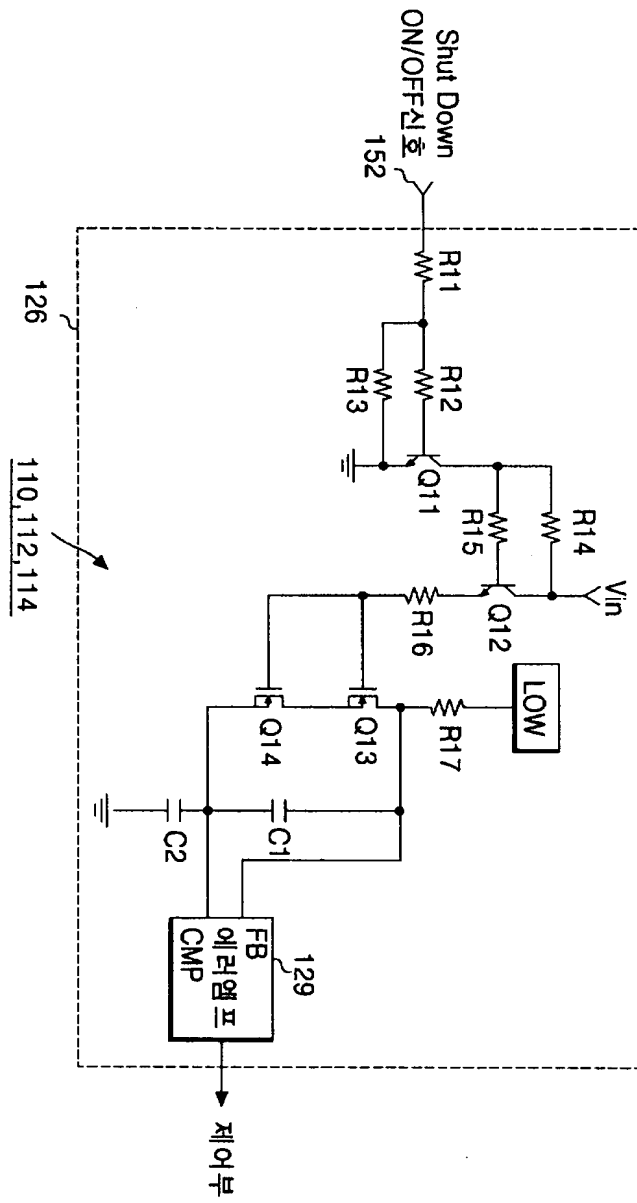 Shut Down
ON/OFF신호
152
R11
R12
R13
Q11
R14
R15
Vin
Q12
R16
LOW
R17
Q13
Q14
C1
C2
FB
에러앰프
CMP
129
제어부
126
110,112,114